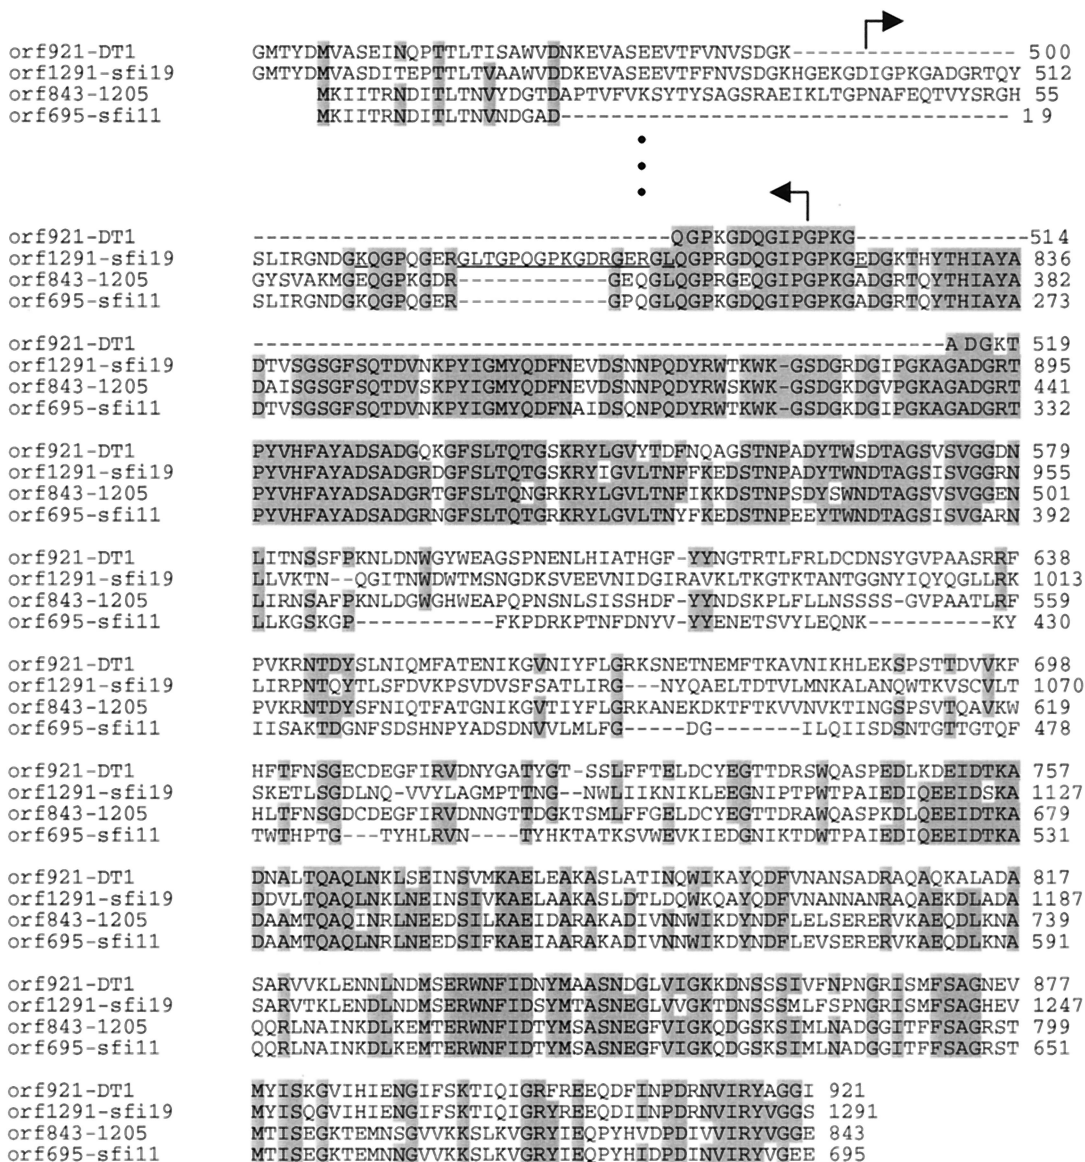 orf921-DT1 GMTYDMVASEINQPTTLTISAWVDNKEVASEEVTFVNVSDGK------------------ 500
orf1291-sfi19 GMTYDMVASDITEPTTLTVAAWVDDKEVASEEVTFFNVSDGKHGEKGDIGPKGADGRTQY 512
orf843-1205 MKIITRNDITLTNVYDGTDAPTVFVKSYTYSAGSRAEIKLTGPNAFEQTVYSRGH 55
orf695-sfi11 MKIITRNDITLTNVNDGAD------------------------------------ 19
orf921-DT1 ---------------------------------QGPKGDQGIPGPKG-------------514
orf1291-sfi19 SLIRGNDGKQGPQGERGLTGPQGPKGDRGERGLQGPRGDQGIPGPKGEDGKTHYTHIAYA 836
orf843-1205 GYSVAKMGEQGPKGDR------------GEQGLQGPRGEQGIPGPKGADGRTQYTHIAYA 382
orf695-sfi11 SLIRGNDGKQGPQGER------------GPQGLQGPKGDQGIPGPKGADGRTQYTHIAYA 273
orf921-DT1 ------------------------------------------------------ADGKT 519
orf1291-sfi19 DTVSGSGFSQTDVNKPYIGMYQDFNEVDSNNPQDYRWTKWK-GSDGRDGIPGKAGADGRT 895
orf843-1205 DAISGSGFSQTDVSKPYIGMYQDFNEVDSNNPQDYRWSKWK-GSDGKDGVPGKAGADGRT 441
orf695-sfi11 DTVSGSGFSQTDVNKPYIGMYQDFNAIDSQNPQDYRWTKWK-GSDGKDGIPGKAGADGRT 332
orf921-DT1 PYVHFAYADSADGQKGFSLTQTGSKRYLGVYTDFNQAGSTNPADYTWSDTAGSVSVGGDN 579
orf1291-sfi19 PYVHFAYADSADGRDGFSLTQTGSKRYIGVLTNFFKEDSTNPADYTWNDTAGSISVGGRN 955
orf843-1205 PYVHFAYADSADGRTGFSLTQNGRKRYLGVLTNFIKKDSTNPSDYSWNDTAGSVSVGGEN 501
orf695-sfi11 PYVHFAYADSADGRNGFSLTQTGRKRYLGVLTNYFKEDSTNPEEYTWNDTAGSISVGARN 392
orf921-DT1 LITNSSFPKNLDNWGYWEAGSPNENLHIATHGF-YYNGTRTLFRLDCDNSYGVPAASRRF 638
orf1291-sfi19 LLVKTN--QGITNWDWTMSNGDKSVEEVNIDGIRAVKLTKGTKTANTGGNYIQYQGLLRK 1013
orf843-1205 LIRNSAFPKNLDGWGHWEAPQPNSNLSISSHDF-YYNDSKPLFLLNSSSS-GVPAATLRF 559
orf695-sfi11 LLKGSKGP-----------FKPDRKPTNFDNYV-YYENETSVYLEQNK----------KY 430
orf921-DT1 PVKRNTDYSLNIQMFATENIKGVNIYFLGRKSNETNEMFTKAVNIKHLEKSPSTTDVVKF 698
orf1291-sfi19 LIRPNTQYTLSFDVKPSVDVSFSATLIRG---NYQAELTDTVLMNKALANQWTKVSCVLT 1070
orf843-1205 PVKRNTDYSFNIQTFATGNIKGVTIYFLGRKANEKDKTFTKVVNVKTINGSPSVTQAVKW 619
orf695-sfi11 IISAKTDGNFSDSHNPYADSDNVVLMLFG-----DG-------ILQIISDSNTGTTGTQF 478
orf921-DT1 HFTFNSGECDEGFIRVDNYGATYGT-SSLFFTELDCYEGTTDRSWQASPEDLKDEIDTKA 757
orf1291-sfi19 SKETLSGDLNQ-VVYLAGMPTTNG--NWLIIKNIKLEEGNIPTPWTPAIEDIQEEIDSKA 1127
orf843-1205 HLTFNSGDCDEGFIRVDNNGTTDGKTSMLFFGELDCYEGTTDRAWQASPKDLQEEIDTKA 679
orf695-sfi11 TWTHPTG---TYHLRVN----TYHKTATKSVWEVKIEDGNIKTDWTPAIEDIQEEIDTKA 531
orf921-DT1 DNALTQAQLNKLSEINSVMKAELEAKASLATINQWIKAYQDFVNANSADRAQAQKALADA 817
orf1291-sfi19 DDVLTQAQLNKLNEINSIVKAELAAKASLDTLDQWKQAYQDFVNANNANRAQAEKDLADA 1187
orf843-1205 DAAMTQAQINRLNEEDSILKAEIDARAKADIVNNWIKDYNDFLELSERERVKAEQDLKNA 739
orf695-sfi11 DAAMTQAQLNRLNEEDSIFKAEIAARAKADIVNNWIKDYNDFLEVSERERVKAEQDLKNA 591
orf921-DT1 SARVVKLENNLNDMSERWNFIDNYMAASNDGLVIGKKDNSSSIVFNPNGRISMFSAGNEV 877
orf1291-sfi19 SARVTKLENDLNDMSERWNFIDSYMTASNEGLVVGKTDNSSSMLFSPNGRISMFSAGHEV 1247
orf843-1205 QQRLNAINKDLKEMTERWNFIDTYMSASNEGFVIGKQDGSKSIMLNADGGITFFSAGRST 799
orf695-sfi11 QQRLNAINKDLKEMTERWNFIDTYMSASNEGFVIGKQDGSKSIMLNADGGITFFSAGRST 651
orf921-DT1 MYISKGVIHIENGIFSKTIQIGRFREEQDFINPDRNVIRYAGGI 921
orf1291-sfi19 MYISQGVIHIENGIFSKTIQIGRYREEQDIINPDRNVIRYVGGS 1291
orf843-1205 MTISEGKTEMNSGVVKKSLKVGRYIEQPYHVDPDIVVIRYVGGE 843
orf695-sfi11 MTISEGKTEMNNGVVKKSLKVGRYIEQPYHIDPDINVIRYVGEE 695